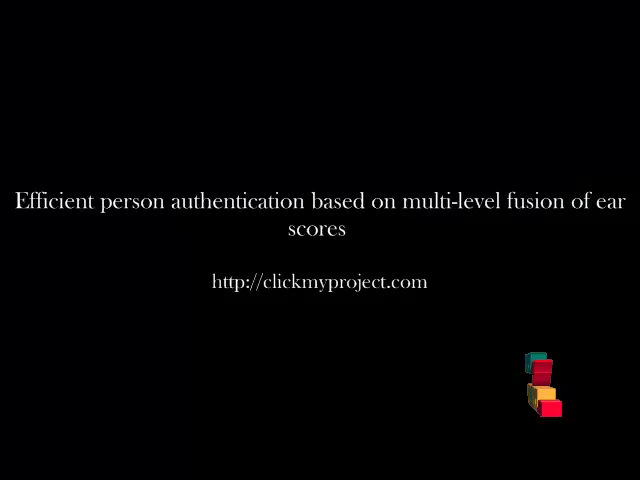 Efficient person authentication based on multi-level fusion of ear
scores
http://clickmyproject.com